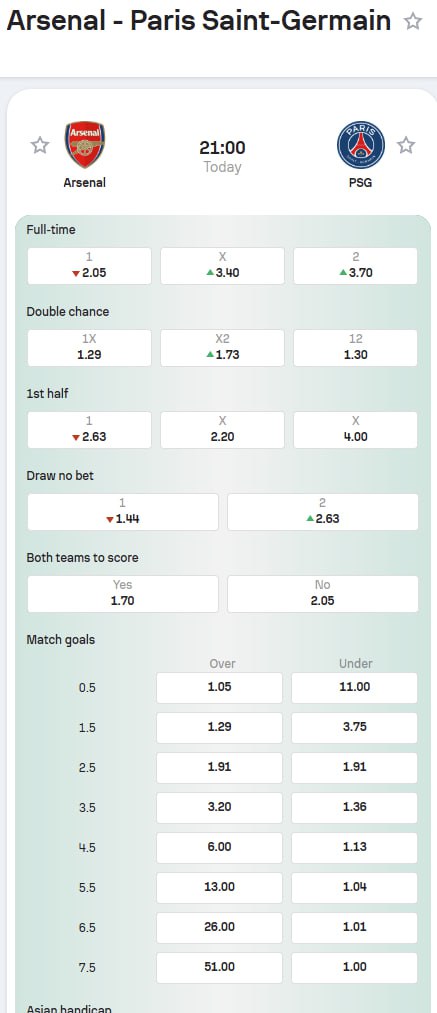 Arsenal - Paris Saint-Germain
Arsenal
21:00
PARIS
SAINT-GERMAIN
Today
Arsenal
PSG
Full-time
1 X 2
2.05 3.40 3.70
Double chance
1X X2 12
1.29 1.73 1.30
1st half
1 X X
2.63 2.20 4.00
Draw no bet
1 2
1.44 2.63
Both teams to score
Yes No
1.70 2.05
Match goals
Over Under
0.5 1.05 11.00
1.5 1.29 3.75
2.5 1.91 1.91
3.5 3.20 1.36
4.5 6.00 1.13
5.5 13.00 1.04
6.5 26.00 1.01
7.5 51.00 1.00
Asian handicap